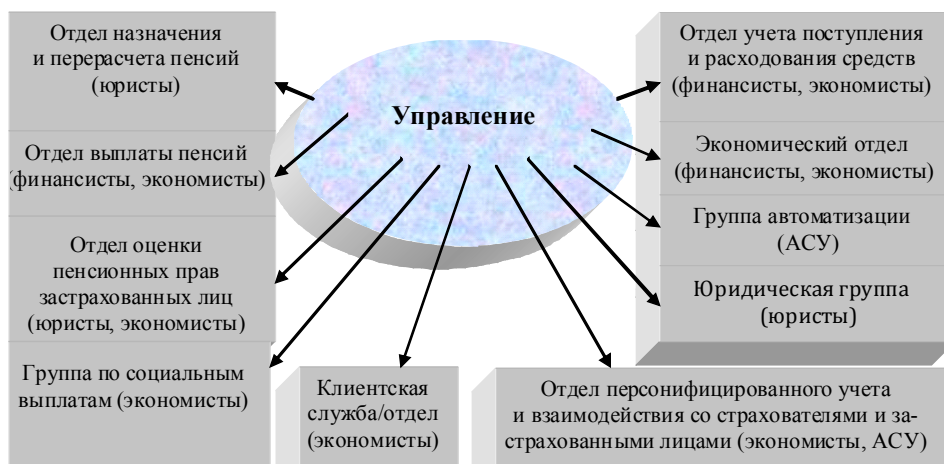 Отдел назначения
и перерасчета пенсий
(юристы)
Отдел выплаты пенсий
(финансисты, экономисты)
Отдел оценки
пенсионных прав
застрахованных лиц
(юристы, экономисты)
Группа по социальным
выплатам (экономисты)
Управление
Клиентская
служба/отдел
(экономисты)
Отдел персонифицированного учета
и взаимодействия со страхователями и за-
страхованными лицами (экономисты, АСУ)
Отдел учета поступления
и расходования средств
(финансисты, экономисты)
Экономический отдел
(финансисты, экономисты)
Группа автоматизации
(АСУ)
Юридическая группа
(юристы)